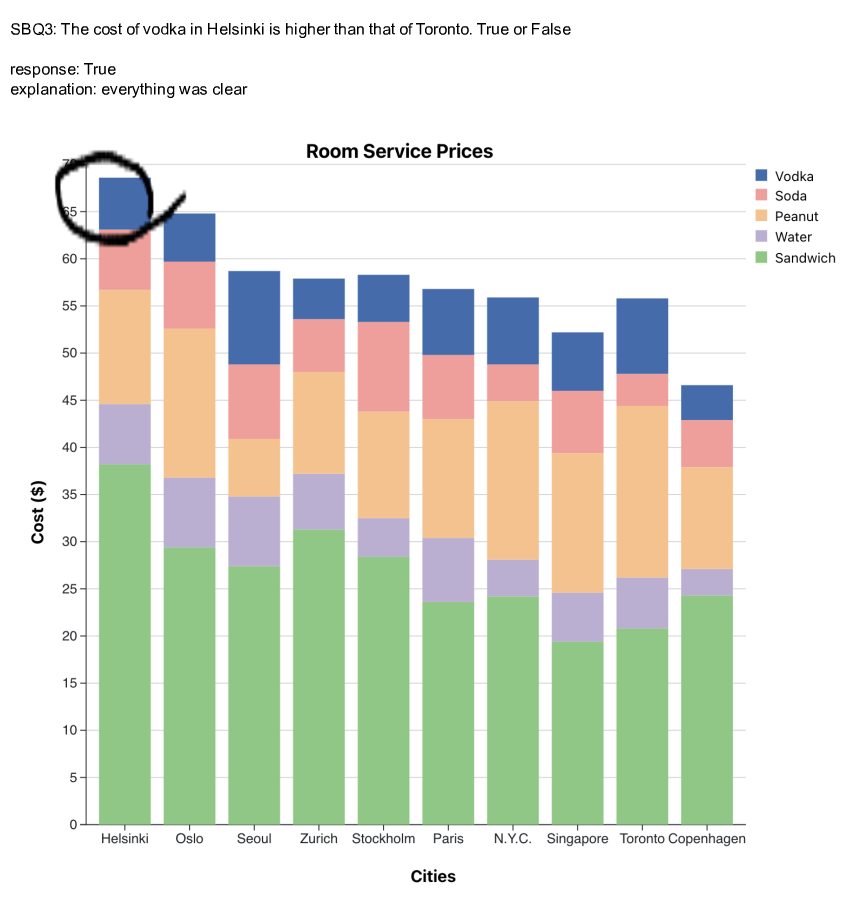 SBQ3: The cost of vodka in Helsinki is higher than that of Toronto. True or False
response: True
explanation: everything was clear
Room Service Prices
Vodka
Soda
Peanut
Water
Sandwich
70
65
60
55
50
45
40
35
30
25
20
15
10
5
0
Cost ($)
Helsinki Oslo Seoul Zurich Stockholm Paris N.Y.C. Singapore Toronto Copenhagen
Cities